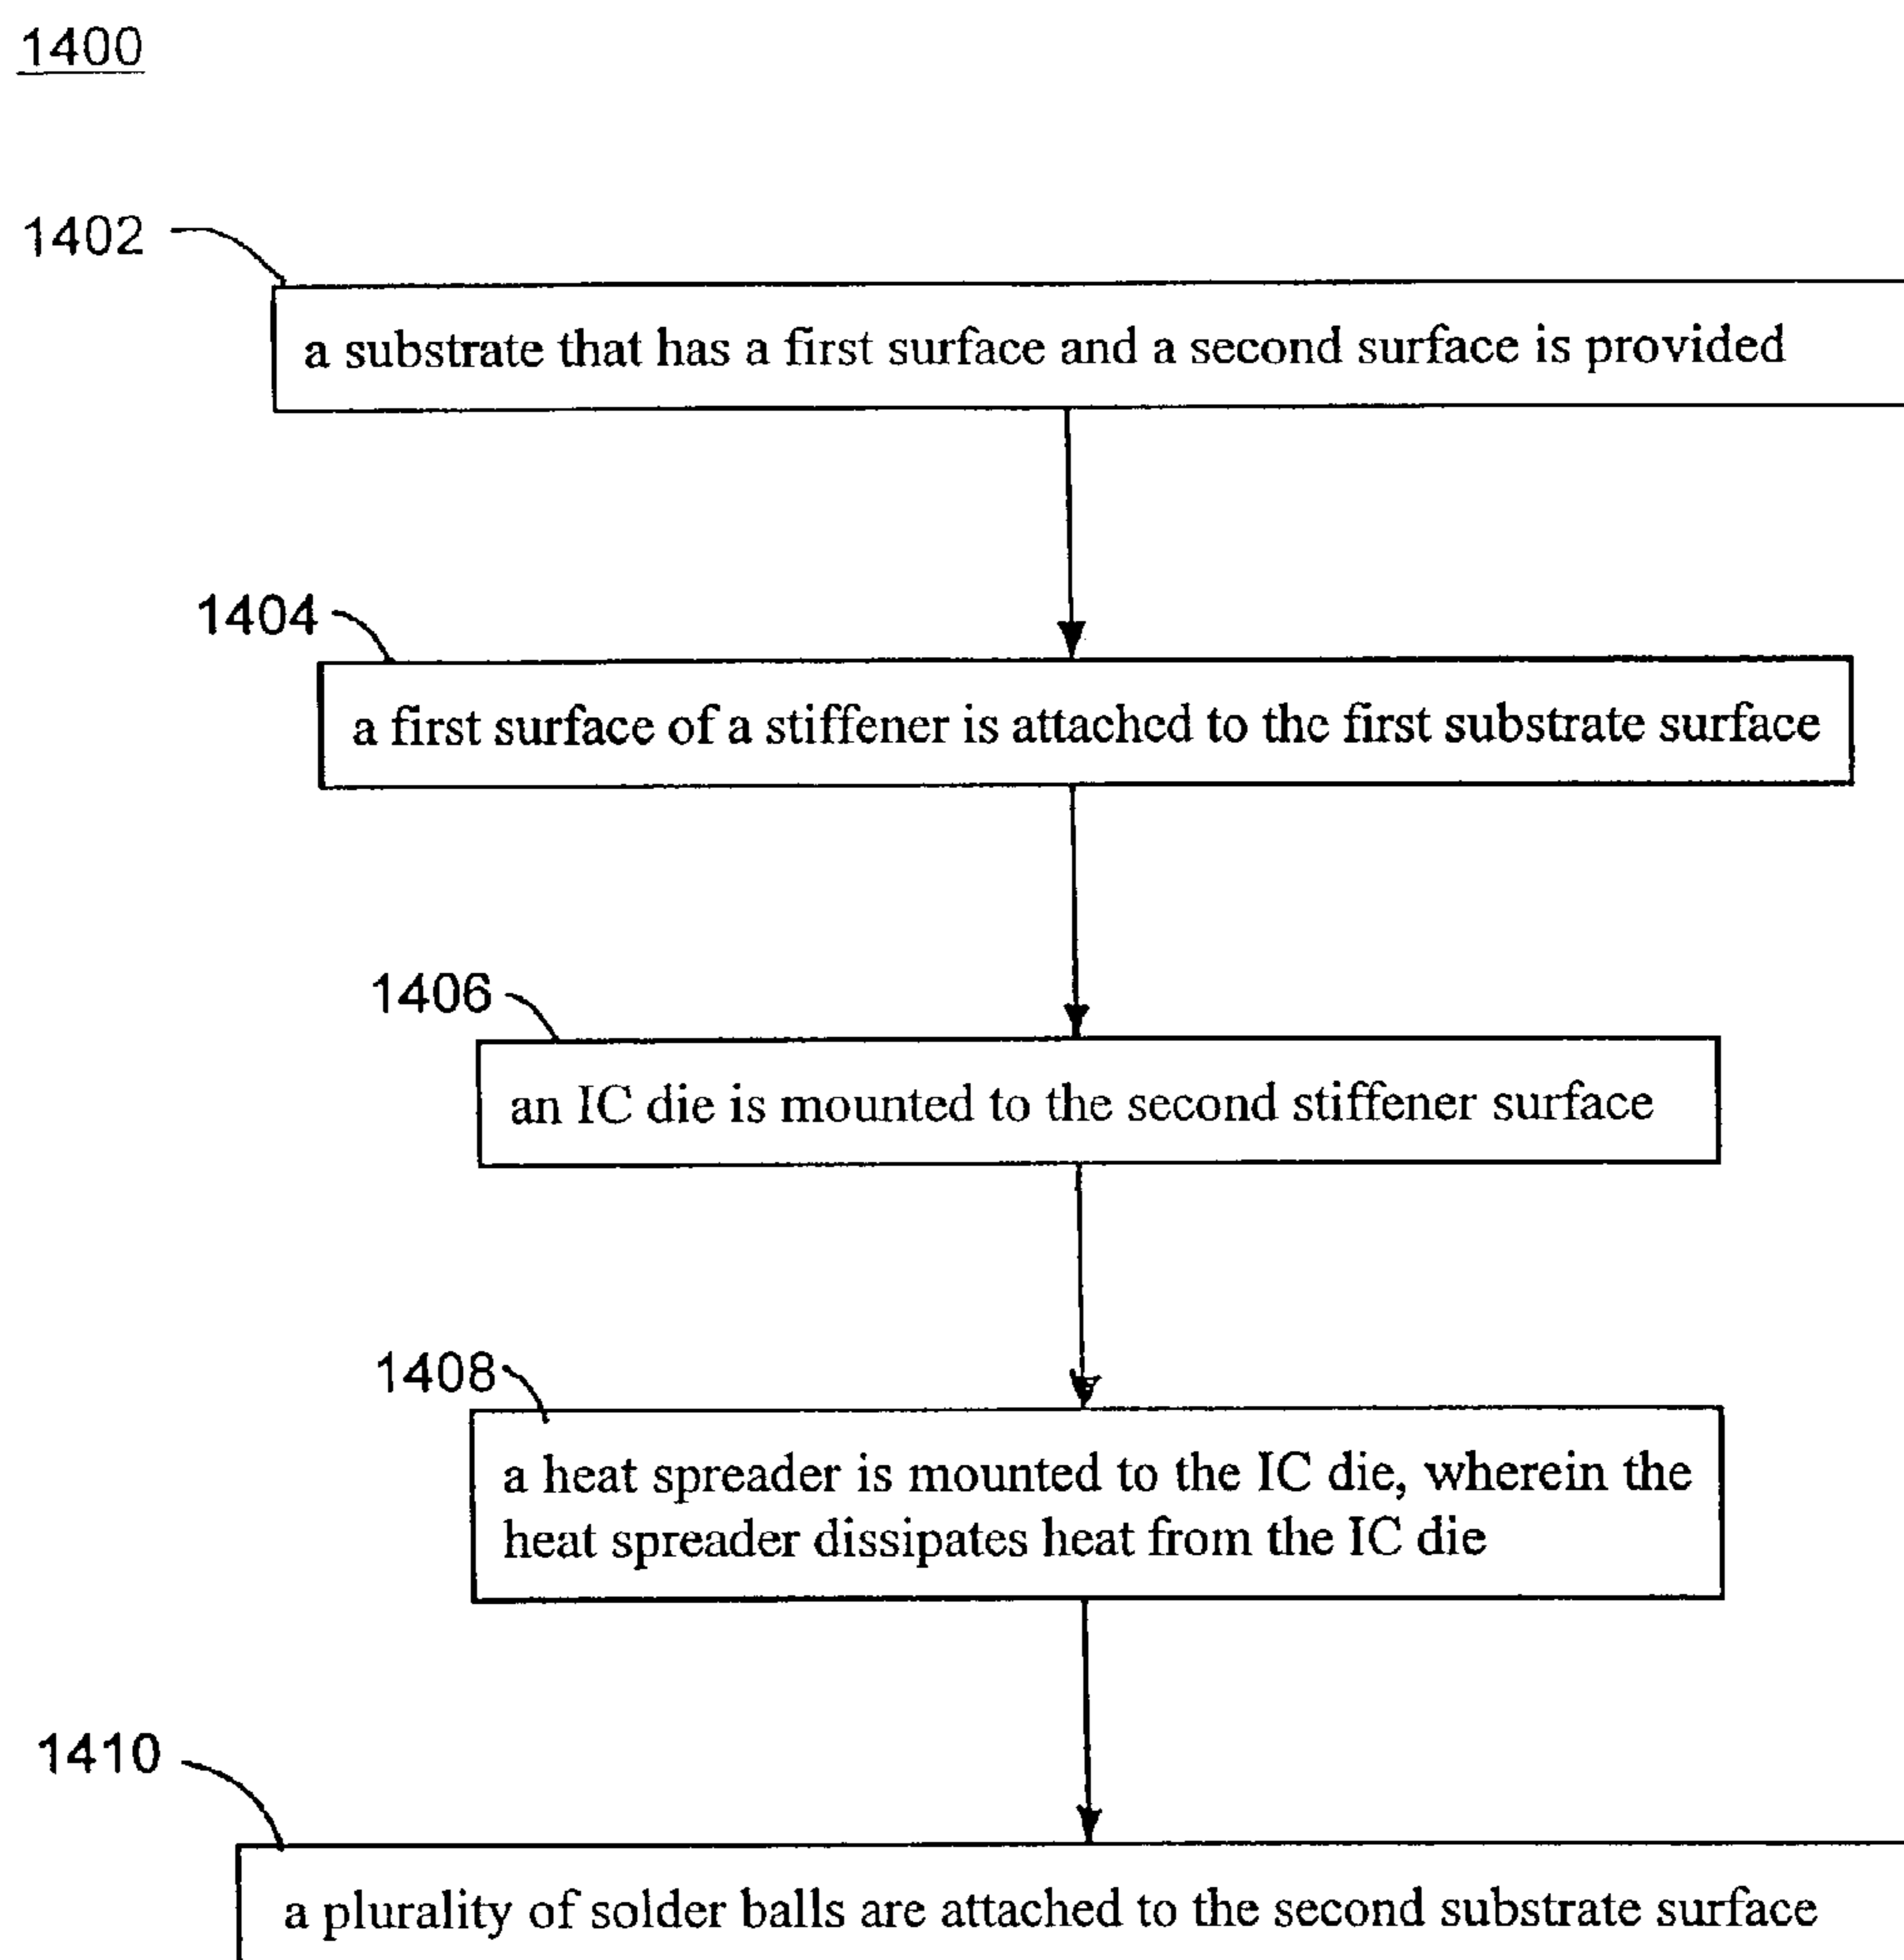 1400
1402
a substrate that has a first surface and a second surface is provided
1404
a first surface of a stiffener is attached to the first substrate surface
1406
an IC die is mounted to the second stiffener surface
1408
a heat spreader is mounted to the IC die, wherein the
heat spreader dissipates heat from the IC die
1410
a plurality of solder balls are attached to the second substrate surface